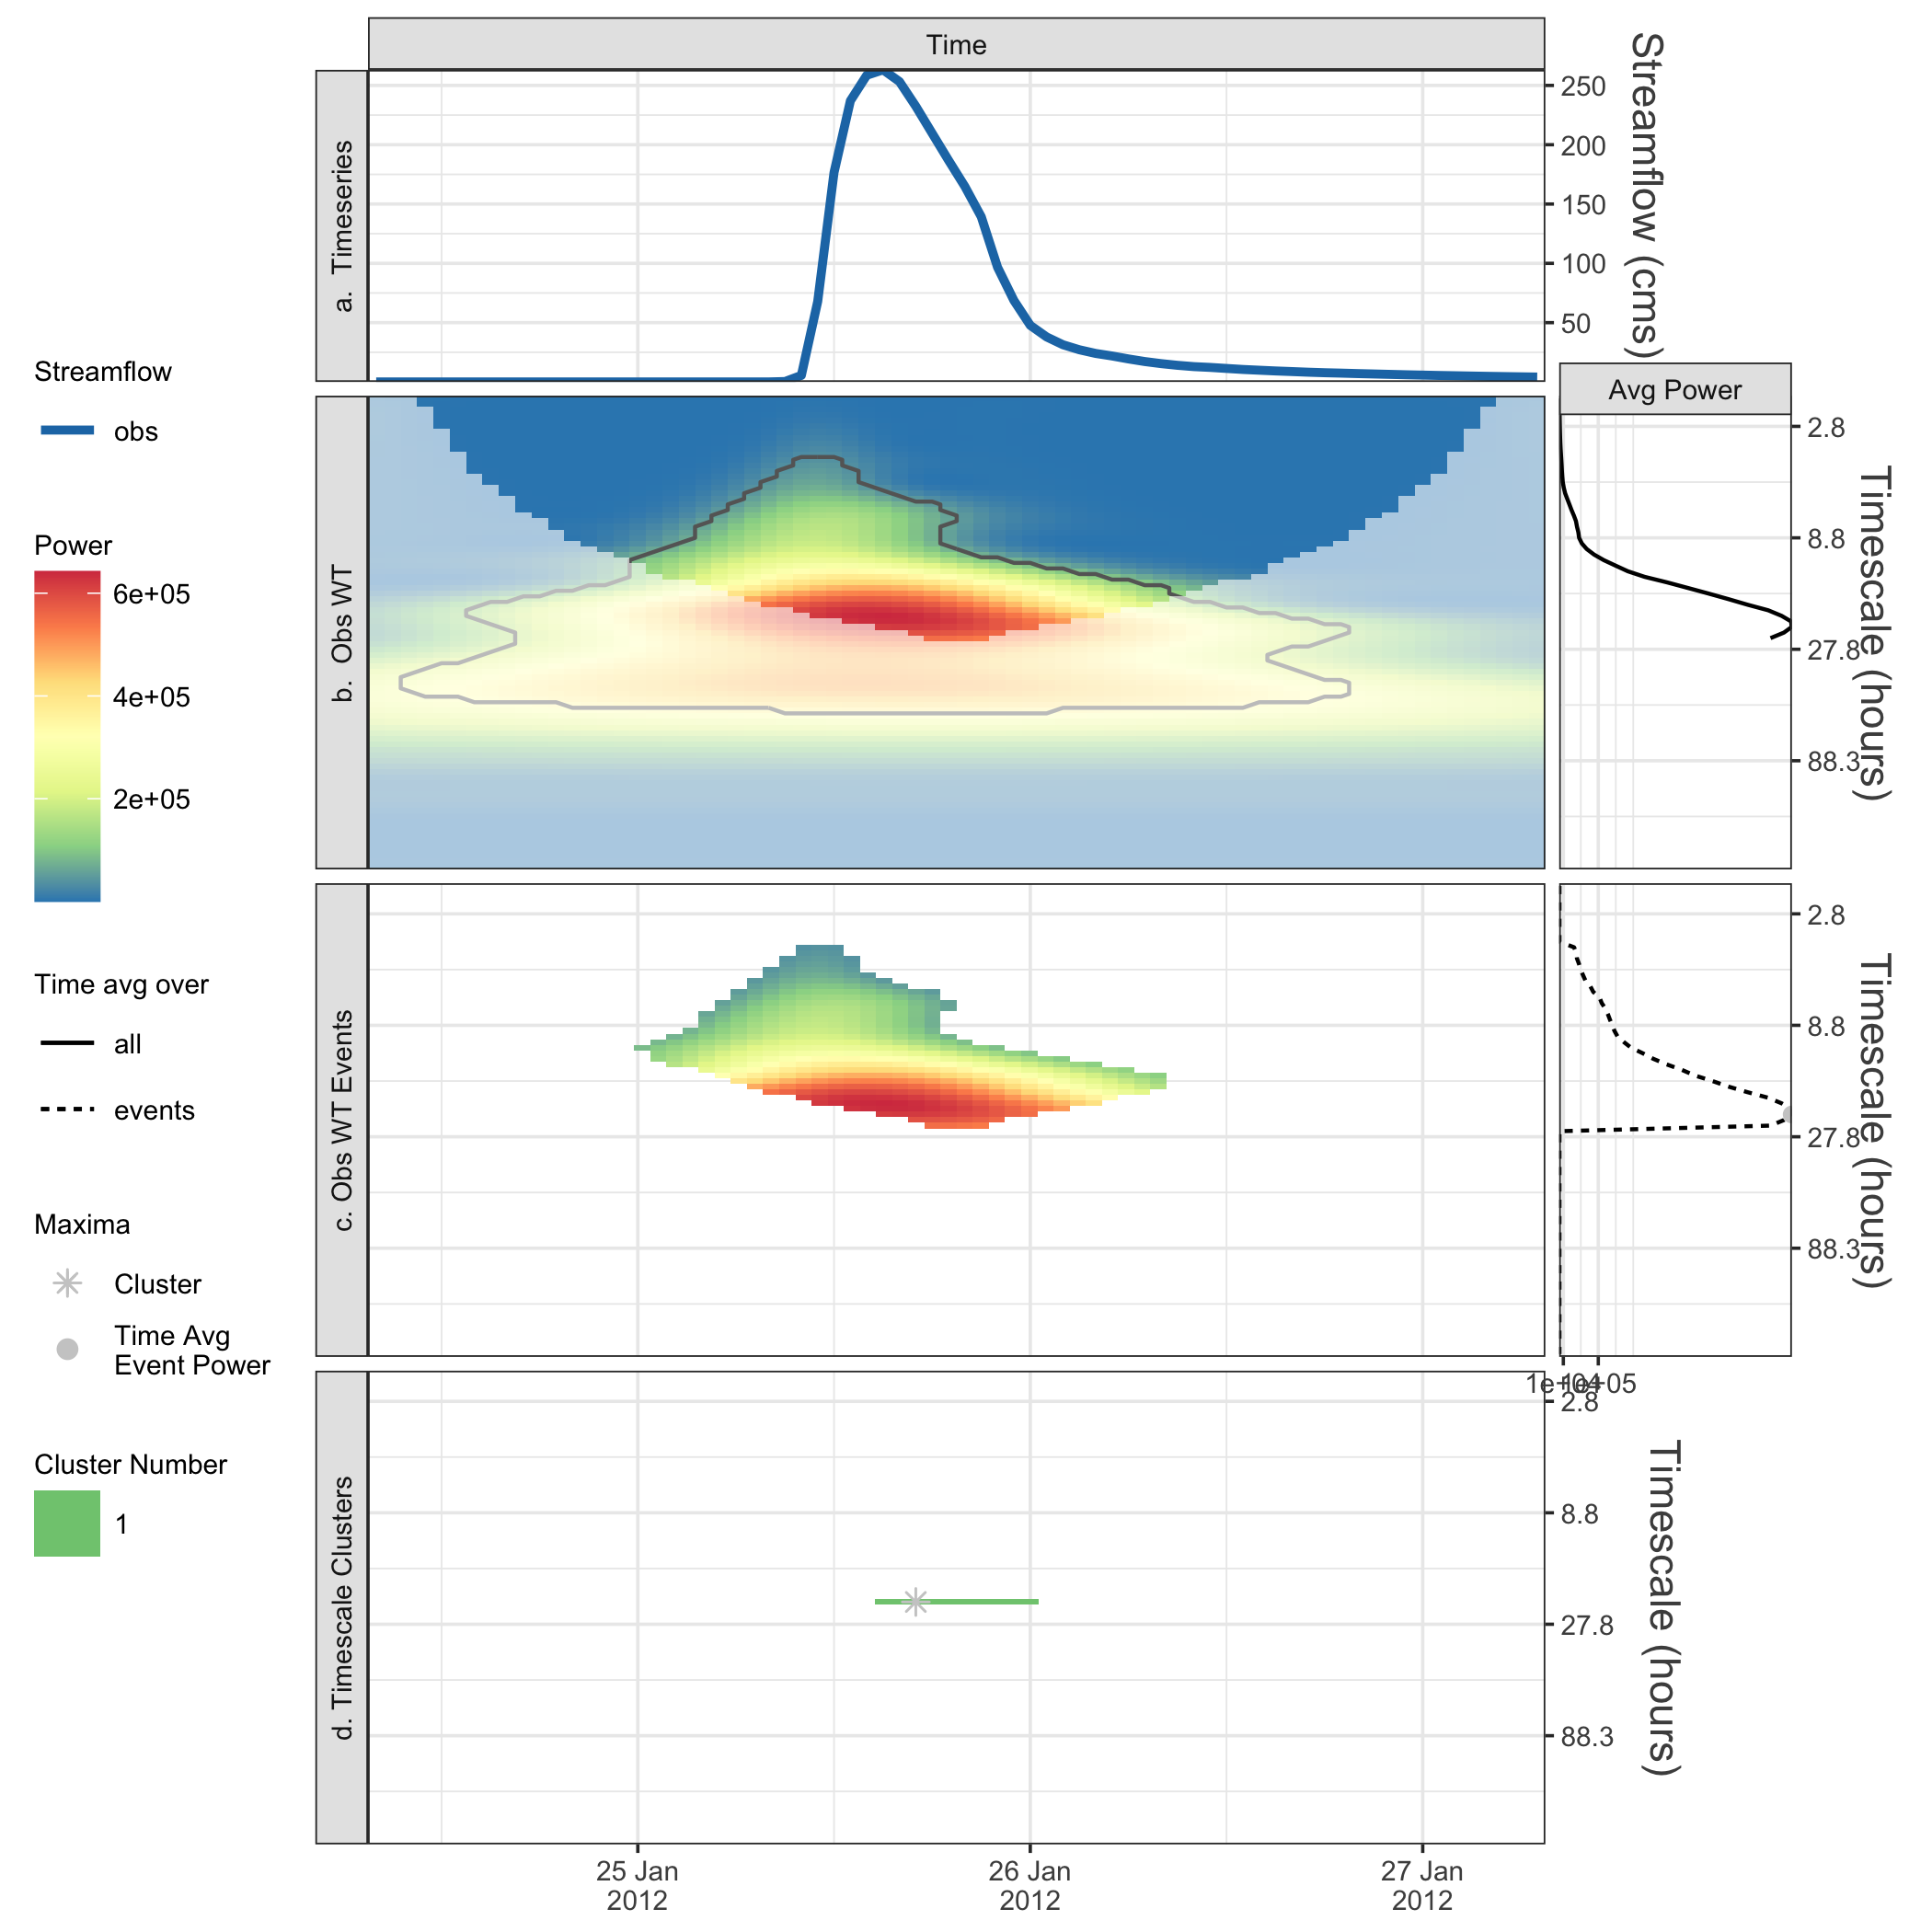 Time
a. Timeseries
250
200
150
100
50
Streamflow (cms)
Streamflow
obs
Power
6e+05
4e+05
2e+05
Time avg over
all
events
Maxima
Cluster
Time Avg
Event Power
Cluster Number
1
b. Obs WT
Avg Power
2.8
8.8
27.8
88.3
Timescale (hours)
c. Obs WT Events
2.8
8.8
27.8
88.3
Timescale (hours)
1e+04
1e+05
d. Timescale Clusters
2.8
8.8
27.8
88.3
Timescale (hours)
25 Jan
2012
26 Jan
2012
27 Jan
2012